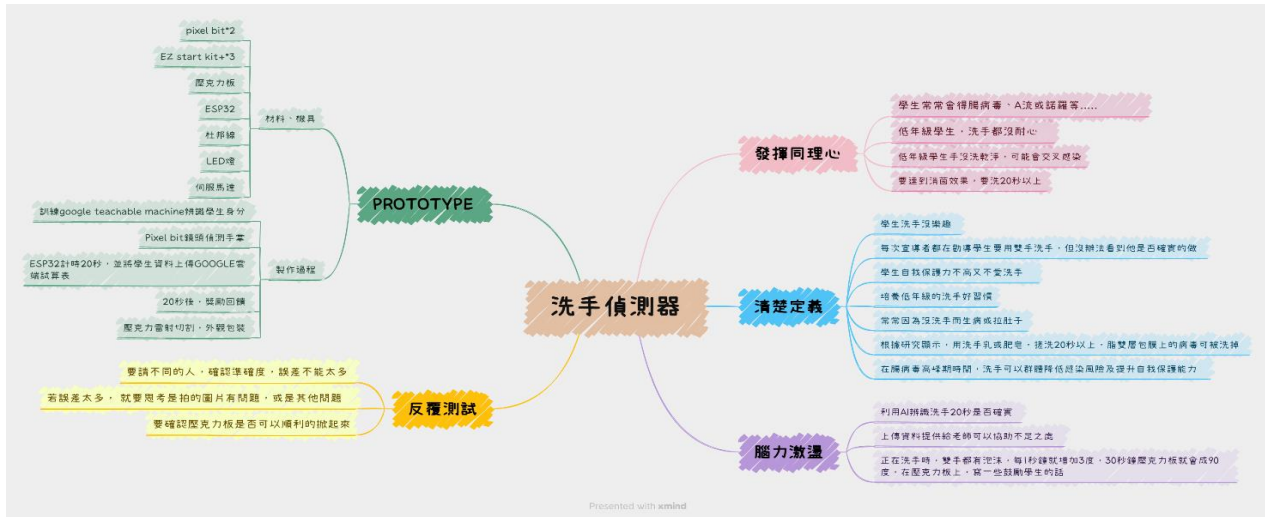 洗手偵測器
發揮同理心
學生常常會得腸病毒、A流或諾羅等.....
低年級學生，洗手都沒耐心
低年級學生手沒洗乾淨，可能會交叉感染
要達到消菌效果，要洗20秒以上
清楚定義
學生洗手沒樂趣
每次宣導者都在勸導學生要用雙手洗手，但沒辦法看到他是否確實的做
學生自我保護力不高又不愛洗手
培養低年級的洗手好習慣
常常因為沒洗手而生病或拉肚子
根據研究顯示，用洗手乳或肥皂，搓洗20秒以上，脂雙層包膜上的病毒可被洗掉
在腸病毒高峰期時間，洗手可以群體降低感染風險及提升自我保護能力
腦力激盪
利用AI辨識洗手20秒是否確實
上傳資料提供給老師可以協助不足之處
正在洗手時，雙手都有泡沫，每1秒鐘就增加3度，30秒鐘壓克力板就會成90
度，在壓克力板上，寫一些鼓勵學生的話
PROTOTYPE
材料、機具
pixel bit*2
EZ start kit+*3
壓克力板
ESP32
杜邦線
LED燈
伺服馬達
製作過程
訓練google teachable machine辨識學生身分
Pixel bit鏡頭偵測手掌
ESP32計時20秒，並將學生資料上傳GOOGLE雲
端試算表
20秒後，獎勵回饋
壓克力雷射切割，外觀包裝
反覆測試
要請不同的人，確認準確度，誤差不能太多
若誤差太多， 就要思考是拍的圖片有問題，或是其他問題
要確認壓克力板是否可以順利的掀起來
Presented with xmind